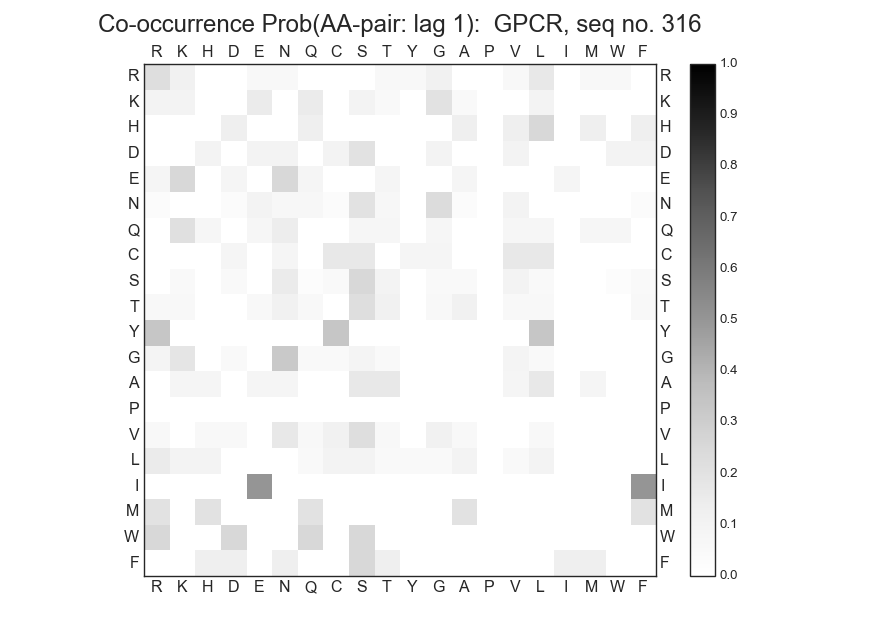 Co-occurrence Prob(AA-pair: lag 1):  GPCR, seq no. 316
R K H D E N Q C S T Y G A P V L I M W F
R R 1.0
K K 0.9
H H
D D 0.8
E E
N N 0.7
Q Q
C C 0.6
S S
T T 0.5
Y Y
G G 0.4
A A
P P 0.3
V V
L L 0.2
I I
M M 0.1
W W
F F 0.0
R K H D E N Q C S T Y G A P V L I M W F